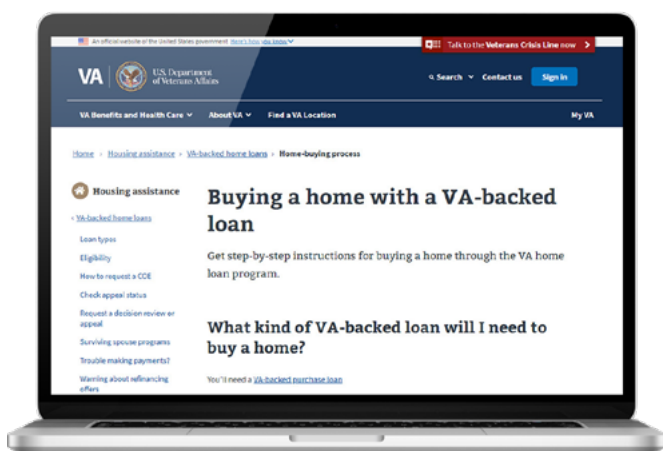 An official website of the United States government Here's how you know
Talk to the Veterans Crisis Line now
VA U.S. Department of Veterans Affairs
Search Contact us Sign in
VA Benefits and Health Care About VA Find a VA Location My VA
Home › Housing assistance › VA-backed home loans › Home-buying process
Housing assistance
‹ VA-backed home loans
Loan types
Eligibility
How to request a COE
Check appeal status
Request a decision review or
appeal
Surviving spouse programs
Trouble making payments?
Warning about refinancing
offers
Buying a home with a VA-backed
loan
Get step-by-step instructions for buying a home through the VA home
loan program.
What kind of VA-backed loan will I need to
buy a home?
You'll need a VA-backed purchase loan